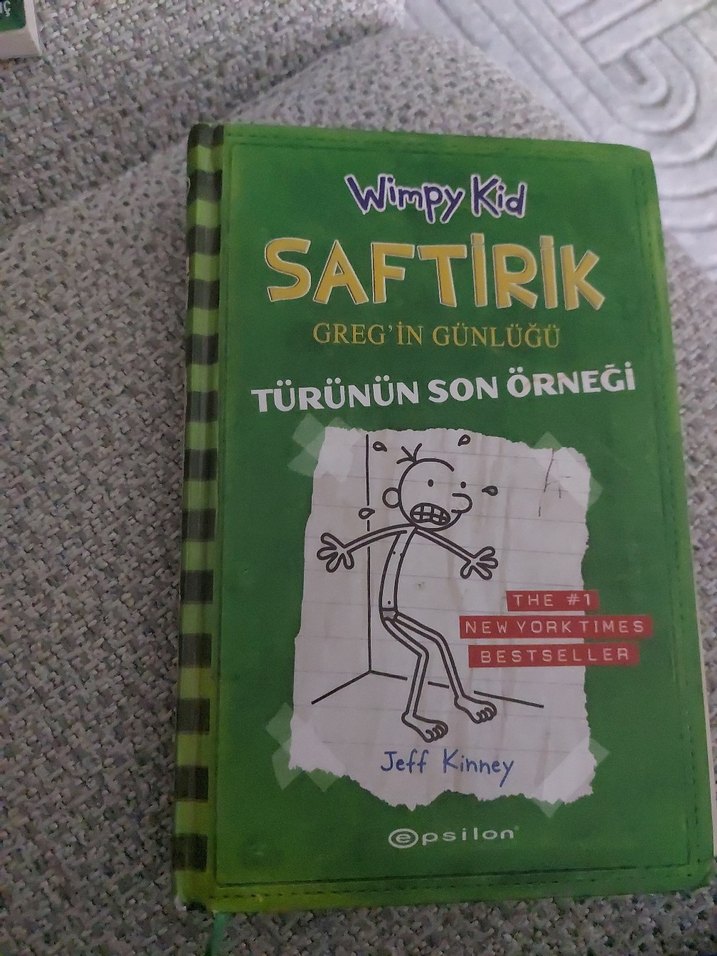 Wimpy Kid
SAFTİRİK
GREG'İN GÜNLÜĞÜ
TÜRÜNÜN SON ÖRNEĞİ
THE #1
NEW YORK TIMES
BESTSELLER
Jeff Kinney
epsilon